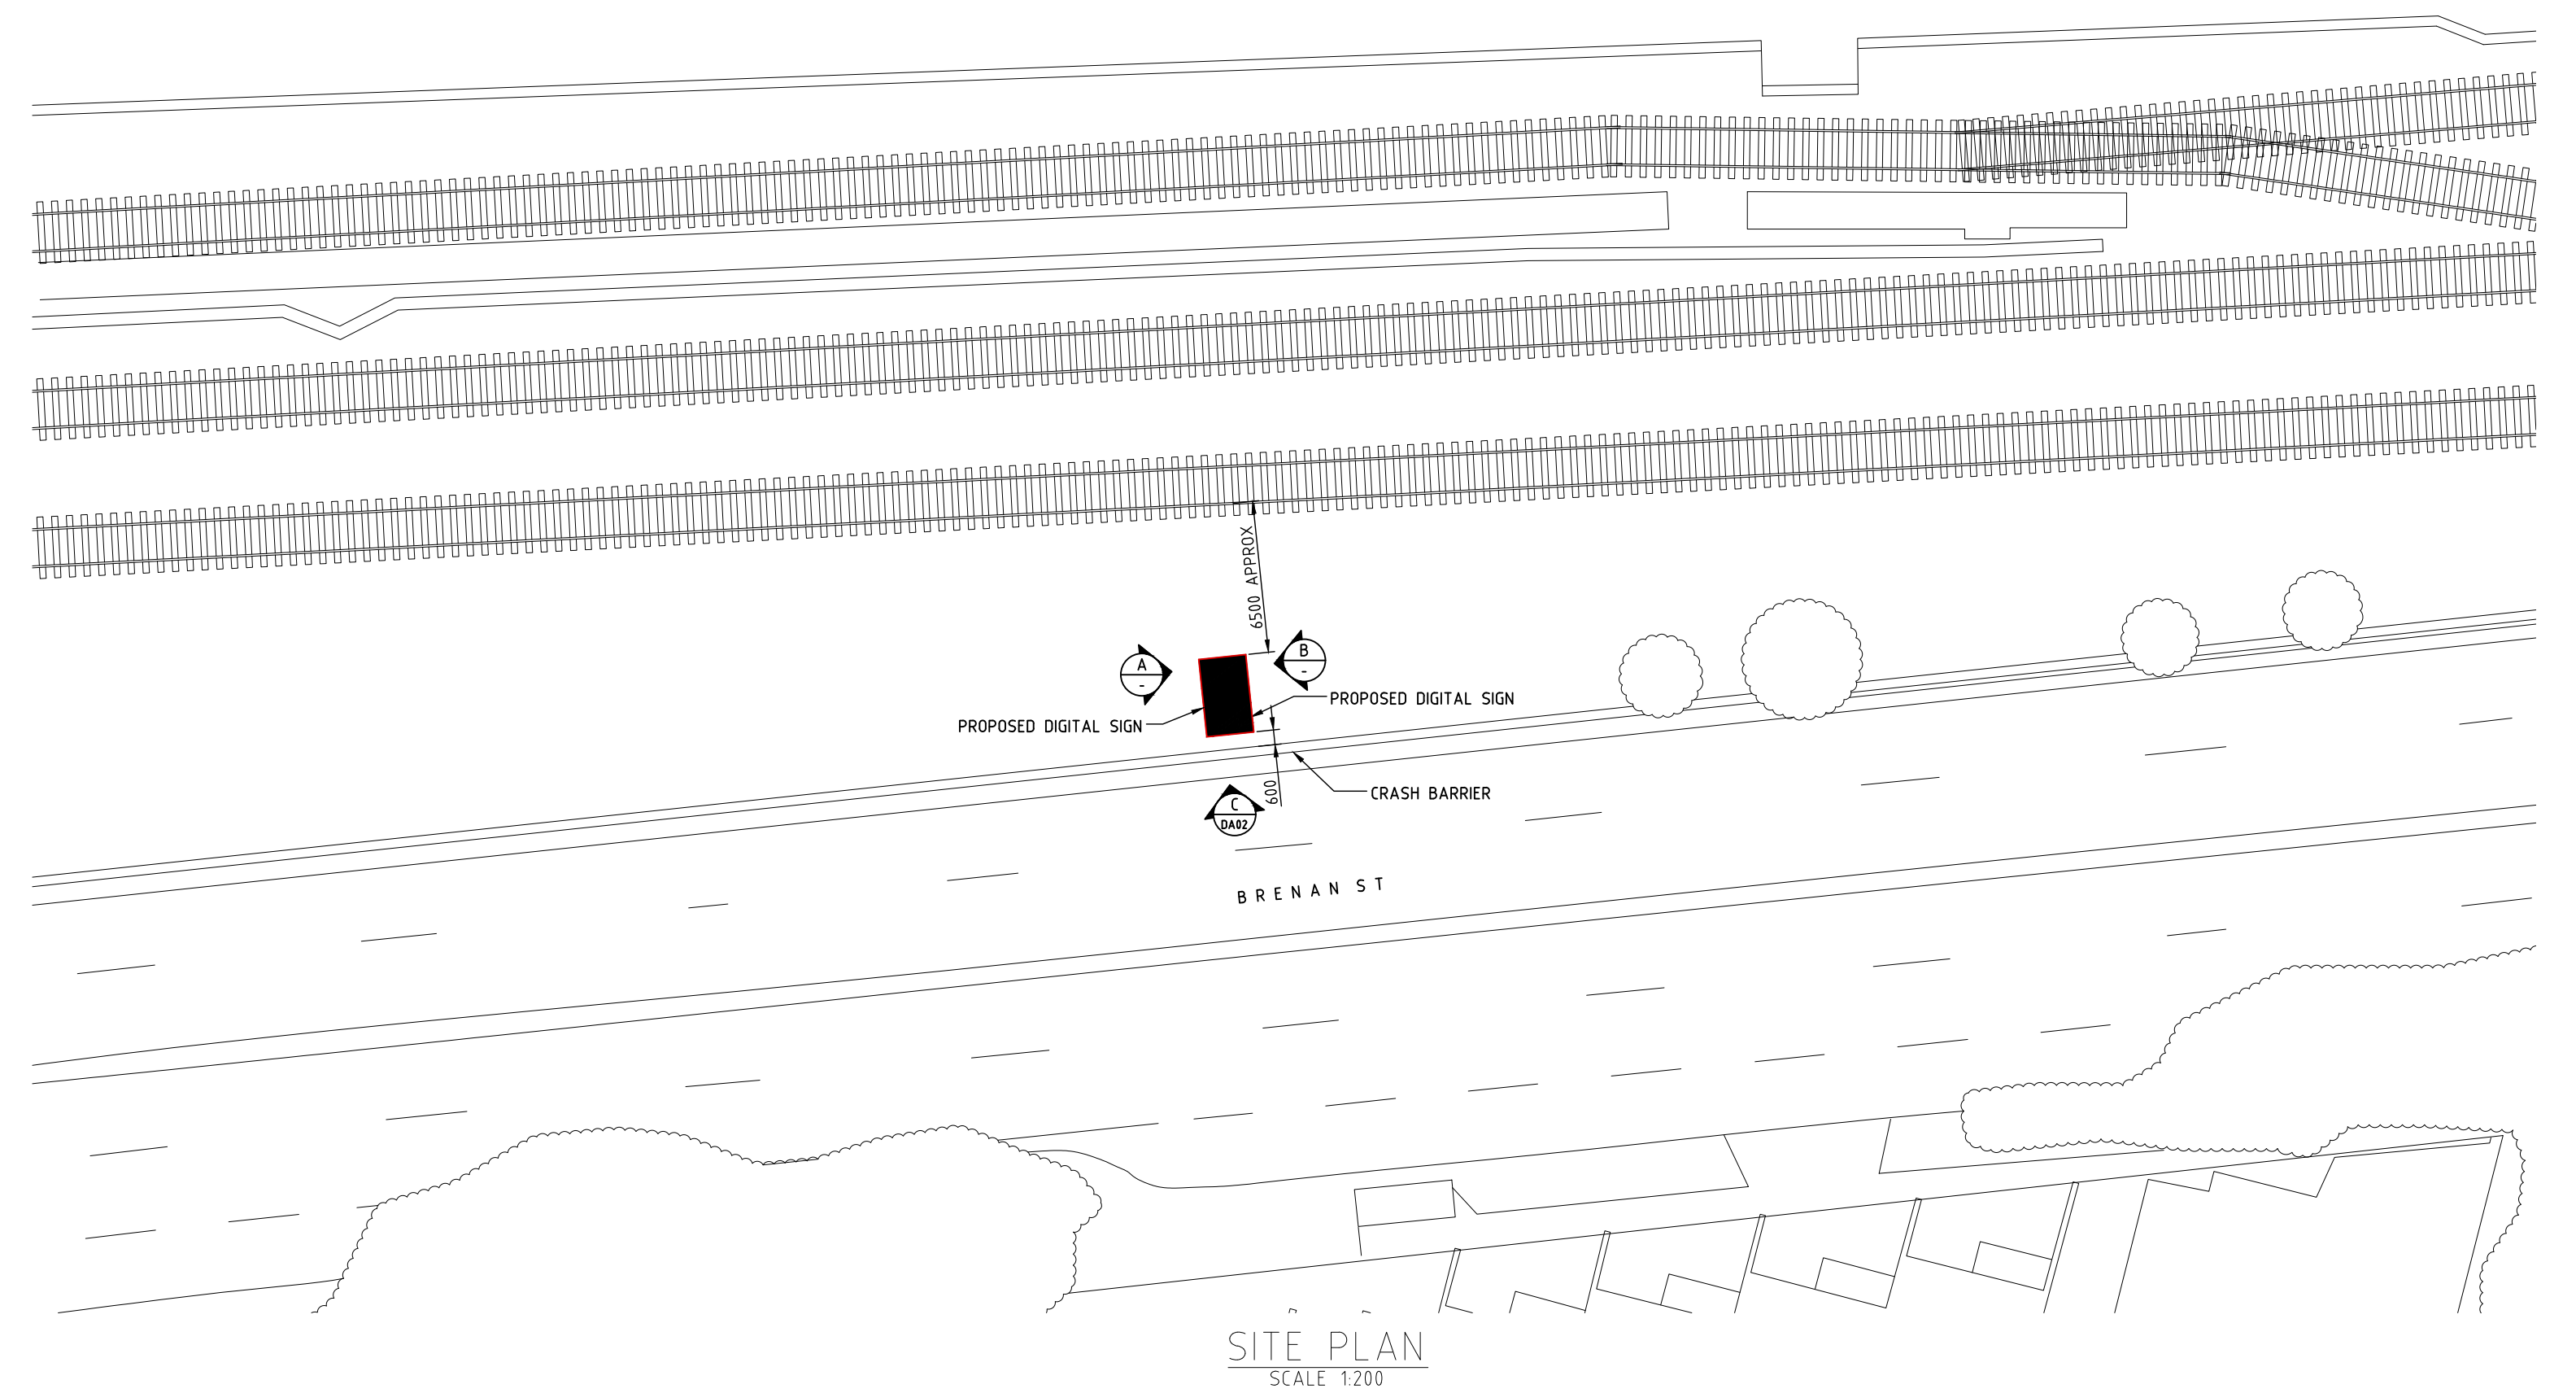 6500 APPROX
A
-
B
-
PROPOSED DIGITAL SIGN
PROPOSED DIGITAL SIGN
600
CRASH BARRIER
C
DA02
BRENAN ST
SITE PLAN
SCALE 1:200